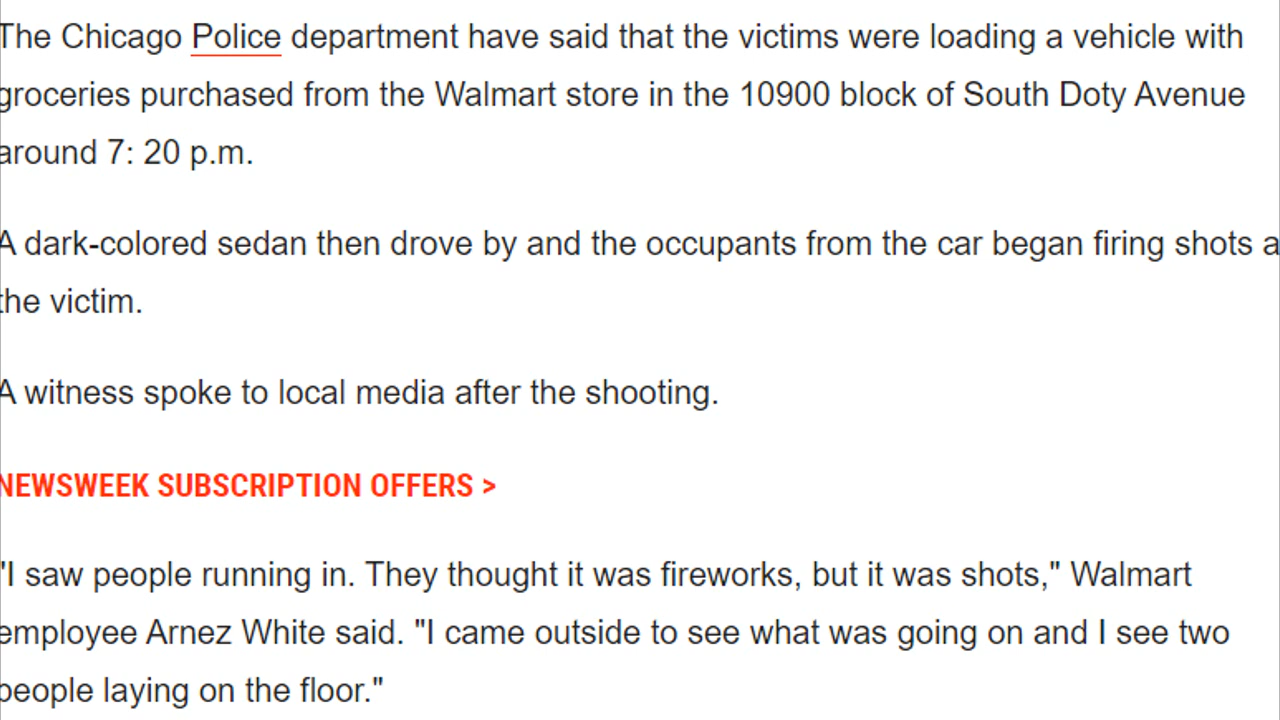 The Chicago Police department have said that the victims were loading a vehicle with
groceries purchased from the Walmart store in the 10900 block of South Doty Avenue
around 7: 20 p.m.
A dark-colored sedan then drove by and the occupants from the car began firing shots a
the victim.
A witness spoke to local media after the shooting.
NEWSWEEK SUBSCRIPTION OFFERS >
"I saw people running in. They thought it was fireworks, but it was shots," Walmart
employee Arnez White said. "I came outside to see what was going on and I see two
people laying on the floor."